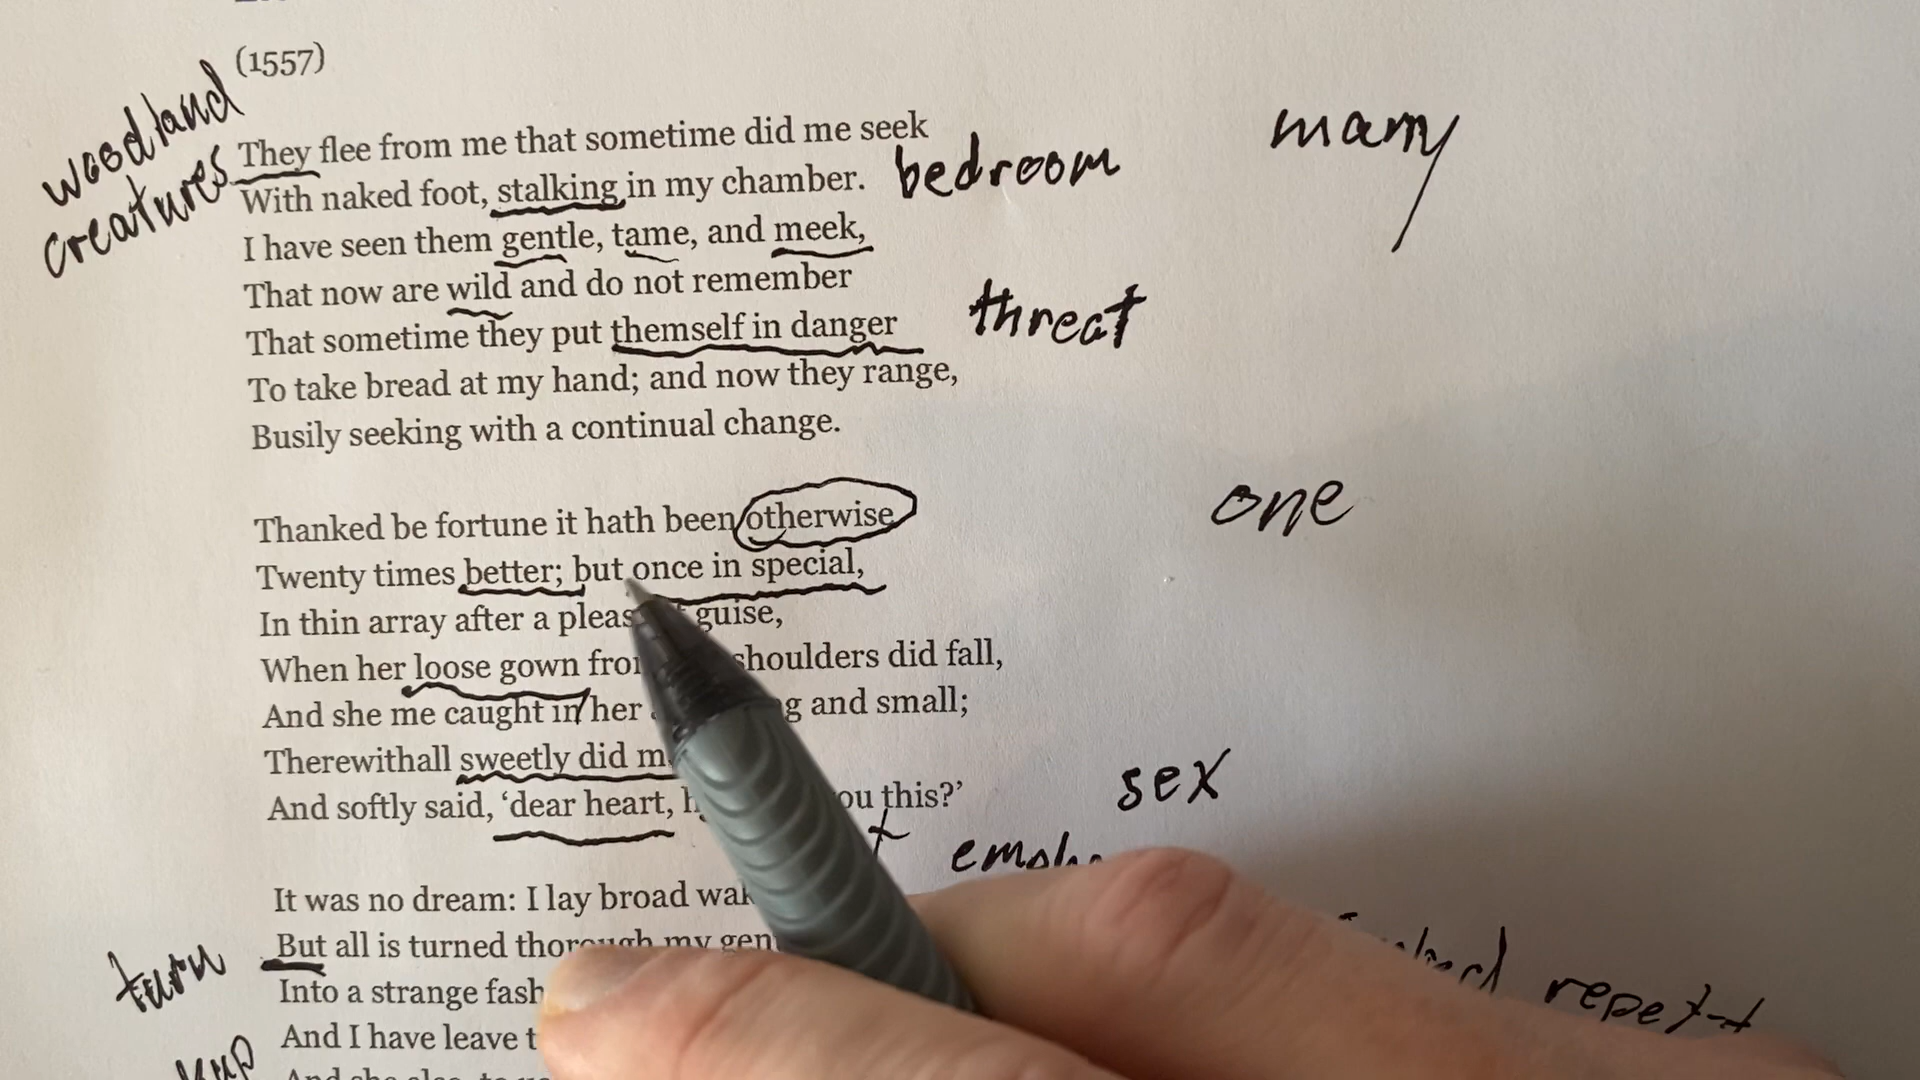 (1557)
woodland
creatures
They flee from me that sometime did me seek
many
With naked foot, stalking in my chamber.
bedroom
I have seen them gentle, tame, and meek,
That now are wild and do not remember
That sometime they put themself in danger
threat
To take bread at my hand; and now they range,
Busily seeking with a continual change.
Thanked be fortune it hath been otherwise
one
Twenty times better; but once in special,
In thin array after a guise,
When her loose gown shoulders did fall,
And she me caught in her and small;
Therewithall sweetly did
sex
And softly said, ‘dear heart, this?’
It was no dream: I lay broad
turn
But all is turned thorough my
Into a strange
repet
And I have leave